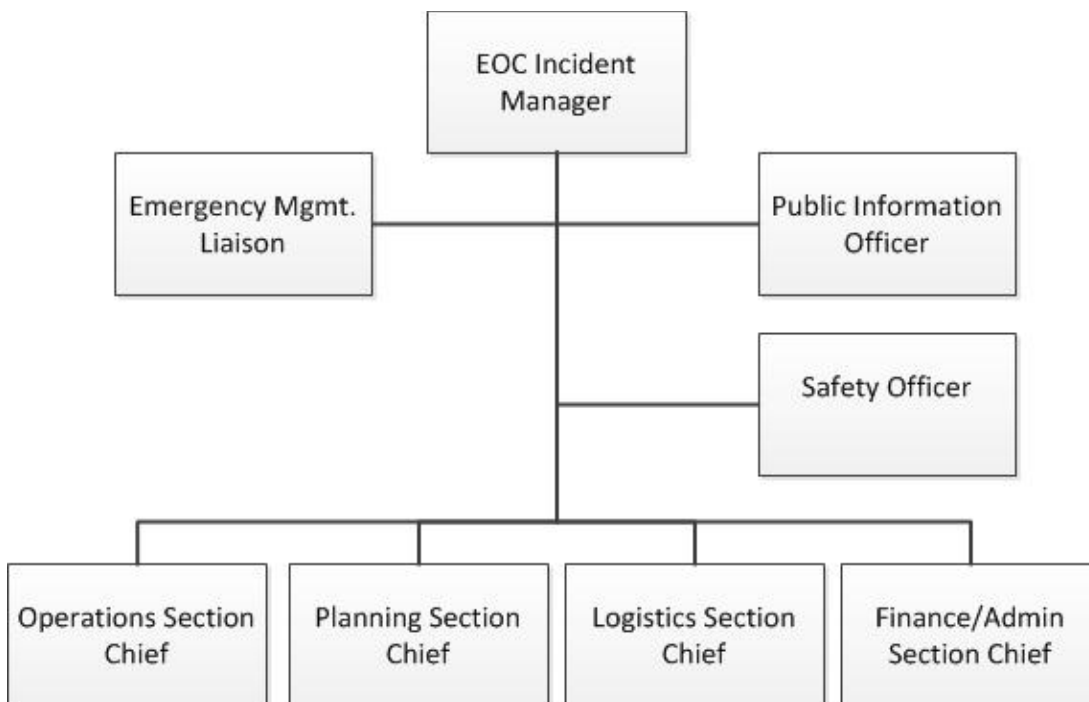 EOC Incident
Manager
Emergency Mgmt.
Liaison
Public Information
Officer
Safety Officer
Operations Section
Chief
Planning Section
Chief
Logistics Section
Chief
Finance/Admin
Section Chief